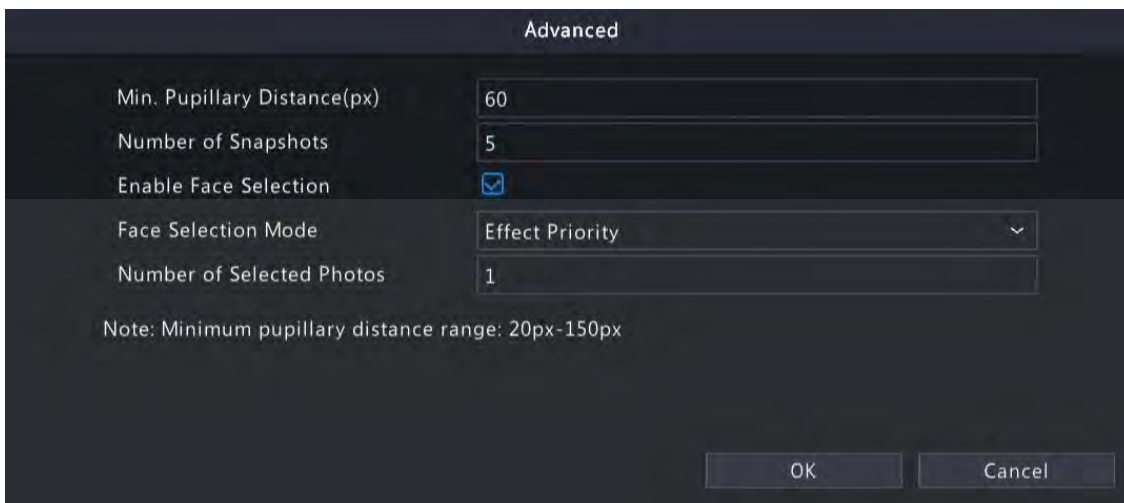 Advanced
Min. Pupillary Distance(px) 60
Number of Snapshots 5
Enable Face Selection
Face Selection Mode Effect Priority
Number of Selected Photos 1
Note: Minimum pupillary distance range: 20px-150px
OK Cancel